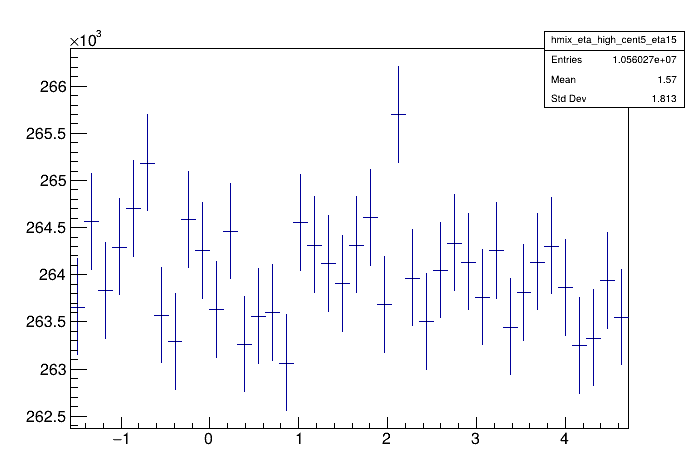 ×10³
hmix_eta_high_cent5_eta15
Entries 1.056027e+07
Mean 1.57
Std Dev 1.813
266
265.5
265
264.5
264
263.5
263
262.5
−1 0 1 2 3 4